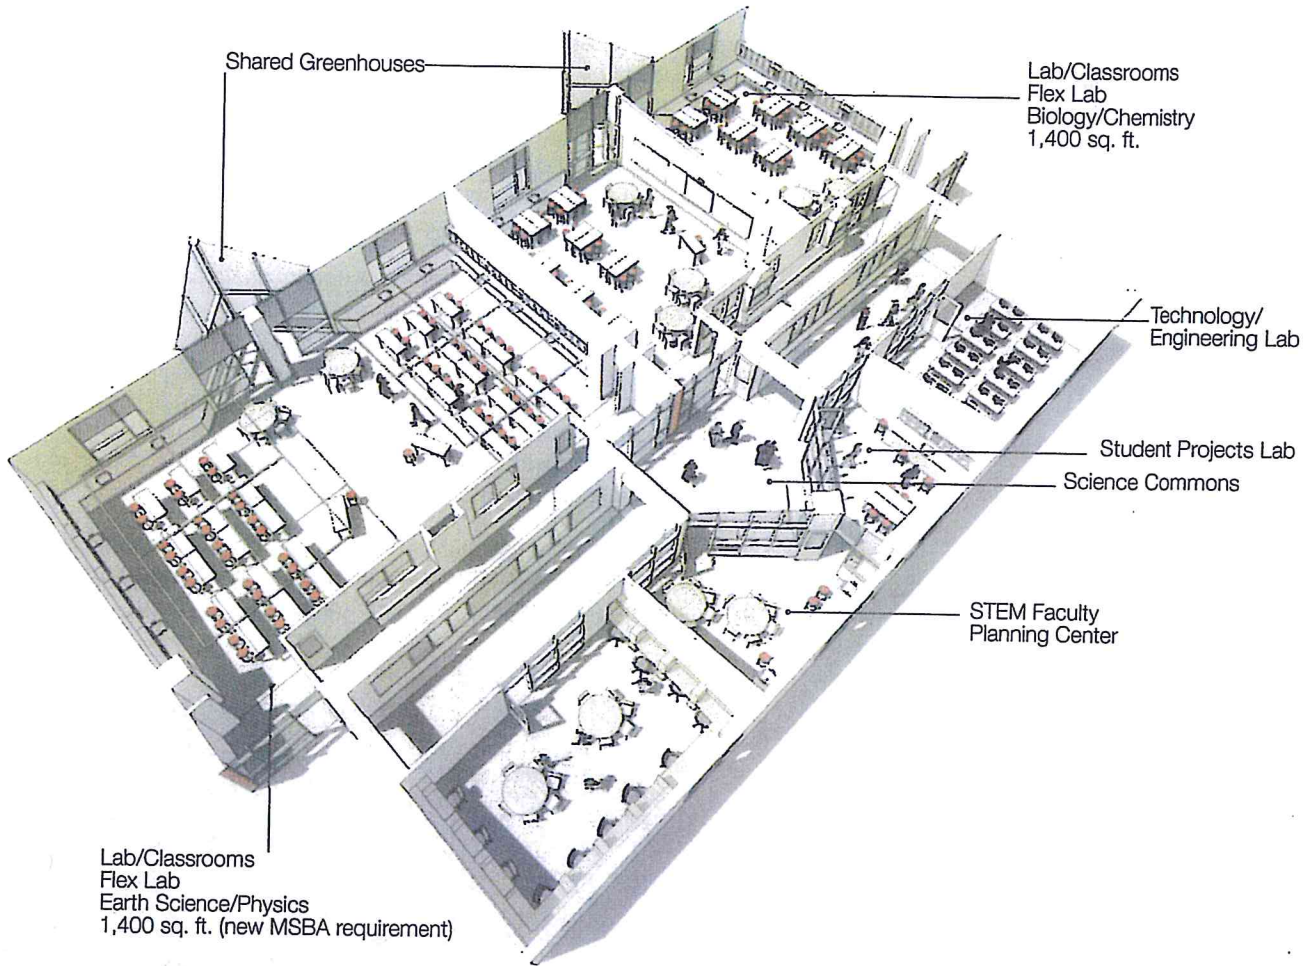 Shared Greenhouses
Lab/Classrooms
Flex Lab
Biology/Chemistry
1,400 sq. ft.
Technology/
Engineering Lab
Student Projects Lab
Science Commons
STEM Faculty
Planning Center
Lab/Classrooms
Flex Lab
Earth Science/Physics
1,400 sq. ft. (new MSBA requirement)